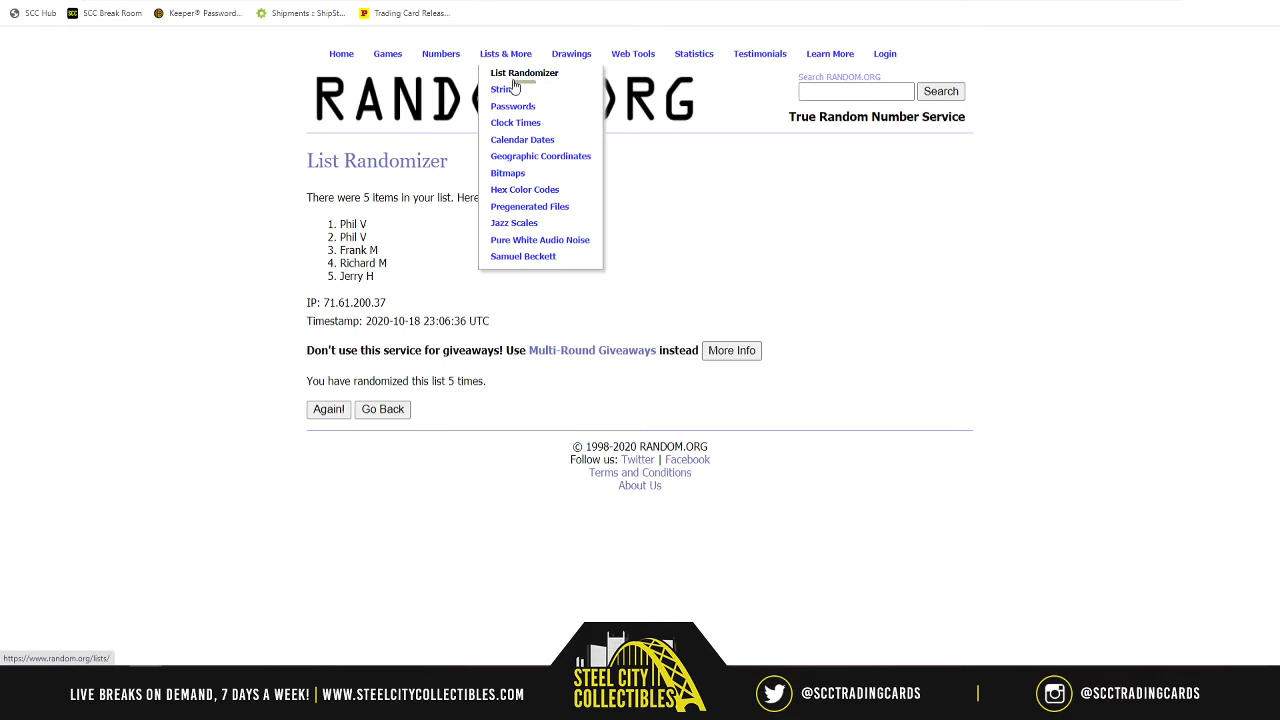 SCC Hub SCC Break Room Keeper® Password... Shipments :: ShipSt... Trading Card Releas...
Home Games Numbers Lists & More Drawings Web Tools Statistics Testimonials Learn More Login
List Randomizer
Passwords
Clock Times
Calendar Dates
Geographic Coordinates
Bitmaps
Hex Color Codes
Pregenerated Files
Jazz Scales
Pure White Audio Noise
Samuel Beckett
Search RANDOM.ORG
Search
True Random Number Service
List Randomizer
There were 5 items in your list. Here
1. Phil V
2. Phil V
3. Frank M
4. Richard M
5. Jerry H
IP: 71.61.200.37
Timestamp: 2020-10-18 23:06:36 UTC
Don't use this service for giveaways! Use Multi-Round Giveaways instead More Info
You have randomized this list 5 times.
Again! Go Back
© 1998-2020 RANDOM.ORG
Follow us: Twitter | Facebook
Terms and Conditions
About Us
https://www.random.org/lists/
LIVE BREAKS ON DEMAND, 7 DAYS A WEEK! | WWW.STEELCITYCOLLECTIBLES.COM
STEEL CITY
COLLECTIBLES
@SCCTRADINGCARDS | @SCCTRADINGCARDS